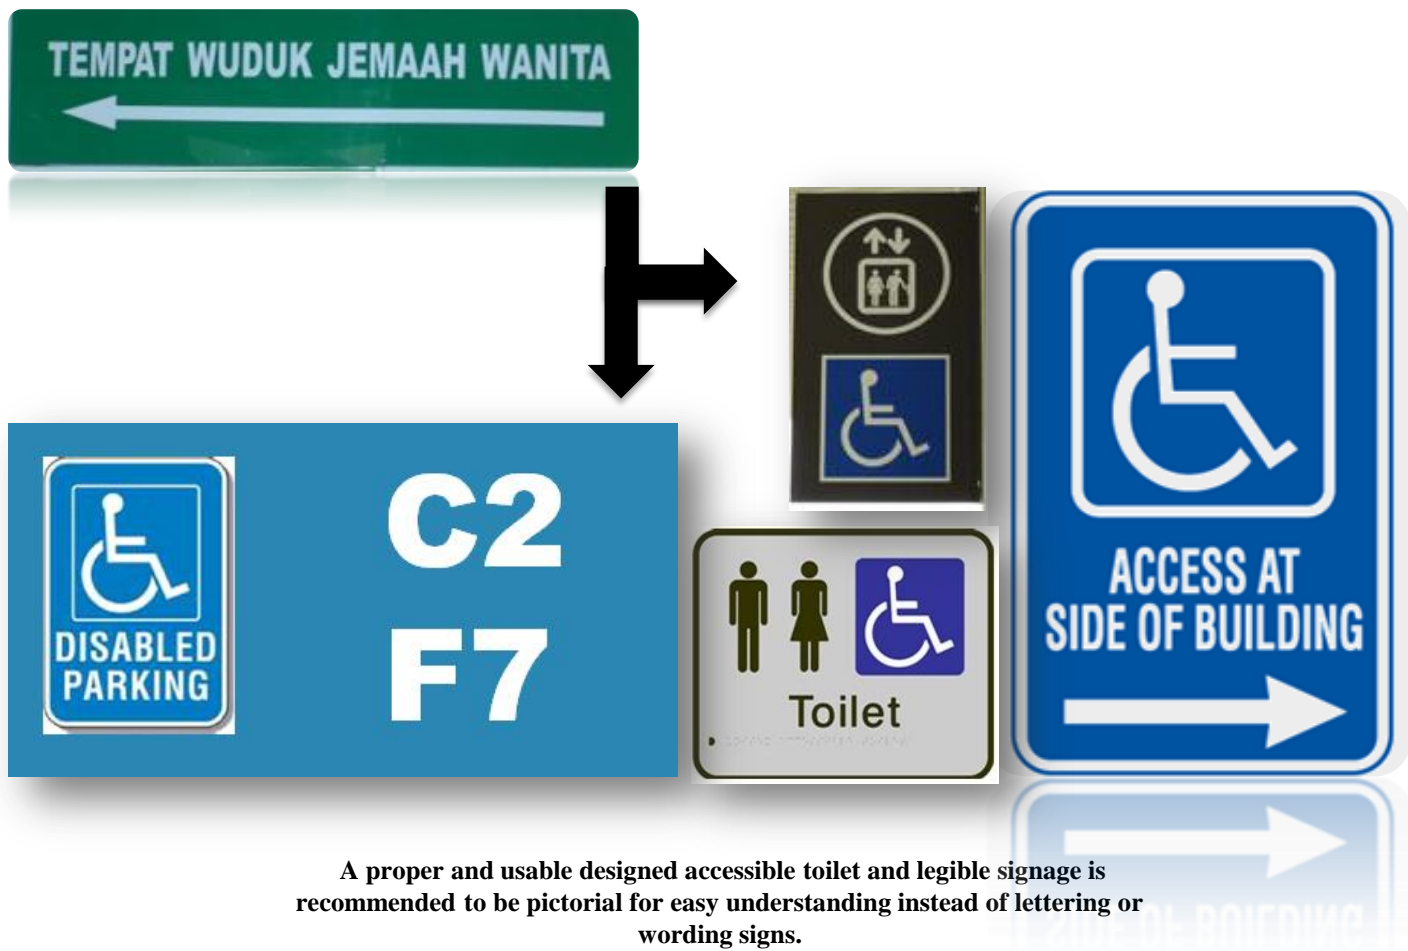 TEMPAT WUDUK JEMAAH WANITA
DISABLED
PARKING
C2
F7
Toilet
ACCESS AT
SIDE OF BUILDING
A proper and usable designed accessible toilet and legible signage is
recommended to be pictorial for easy understanding instead of lettering or
wording signs.